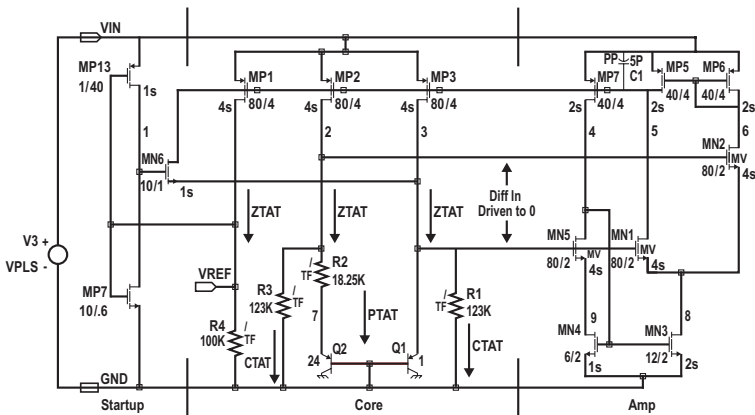 VIN
MP13
1/40
1s
1
MN6
10/1
1s
V3 +
VPLS -
MP7
10/.6
GND
Startup
MP1
80/4
4s
MP2
80/4
4s
2
MP3
80/4
4s
3
ZTAT
ZTAT
ZTAT
Diff In
Driven to 0
VREF
R4
100K
/
TF
CTAT
R3
123K
/
TF
R2
18.25K
/
TF
7
PTAT
R1
123K
/
TF
CTAT
24
Q2
Q1
1
Core
PP
5P
C1
MP7
40/4
2s
4
MP5
40/4
2s
5
MP6
40/4
2s
6
MN2
MV
80/2
4s
MN5
MV
80/2
4s
MN1
MV
80/2
4s
9
8
MN4
6/2
1s
MN3
12/2
2s
Amp